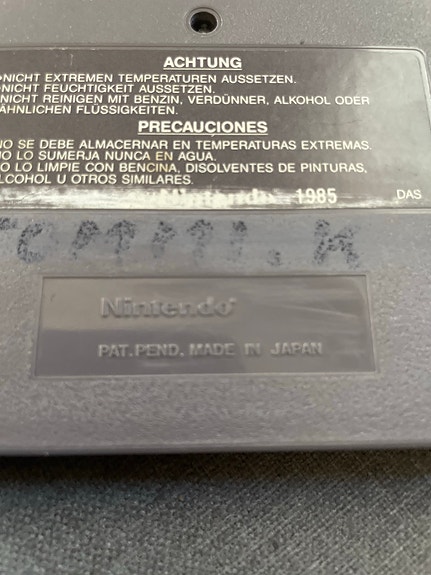 ACHTUNG
NICHT EXTREMEN TEMPERATUREN AUSSETZEN.
NICHT FEUCHTIGKEIT AUSSETZEN.
NICHT REINIGEN MIT BENZIN, VERDÜNNER, ALKOHOL ODER
ÄHNLICHEN FLÜSSIGKEITEN.
PRECAUCIONES
NO SE DEBE ALMACERNAR EN TEMPERATURAS EXTREMAS.
NO LO SUMERJA NUNCA EN AGUA.
NO LO LIMPIE CON BENCINA, DISOLVENTES DE PINTURAS,
ALCOHOL U OTROS SIMILARES.
Nintendo 1985 DAS
Nintendo®
PAT.PEND. MADE IN JAPAN